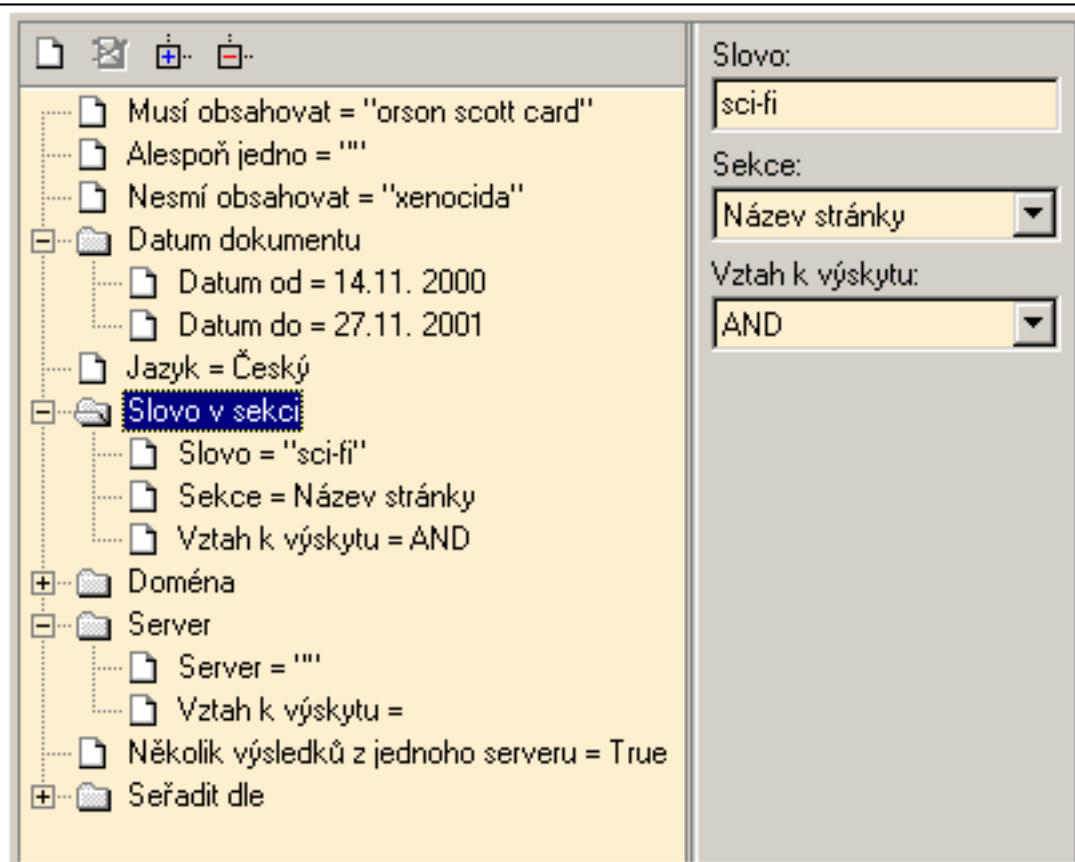 Musí obsahovat = "orson scott card"
Alespoň jedno = ""
Nesmí obsahovat = "xenocida"
Datum dokumentu
Datum od = 14.11. 2000
Datum do = 27.11. 2001
Jazyk = Český
Slovo v sekci
Slovo = "sci-fi"
Sekce = Název stránky
Vztah k výskytu = AND
Doména
Server
Server = ""
Vztah k výskytu =
Několik výsledků z jednoho serveru = True
Seřadit dle
Slovo:
sci-fi
Sekce:
Název stránky
Vztah k výskytu:
AND